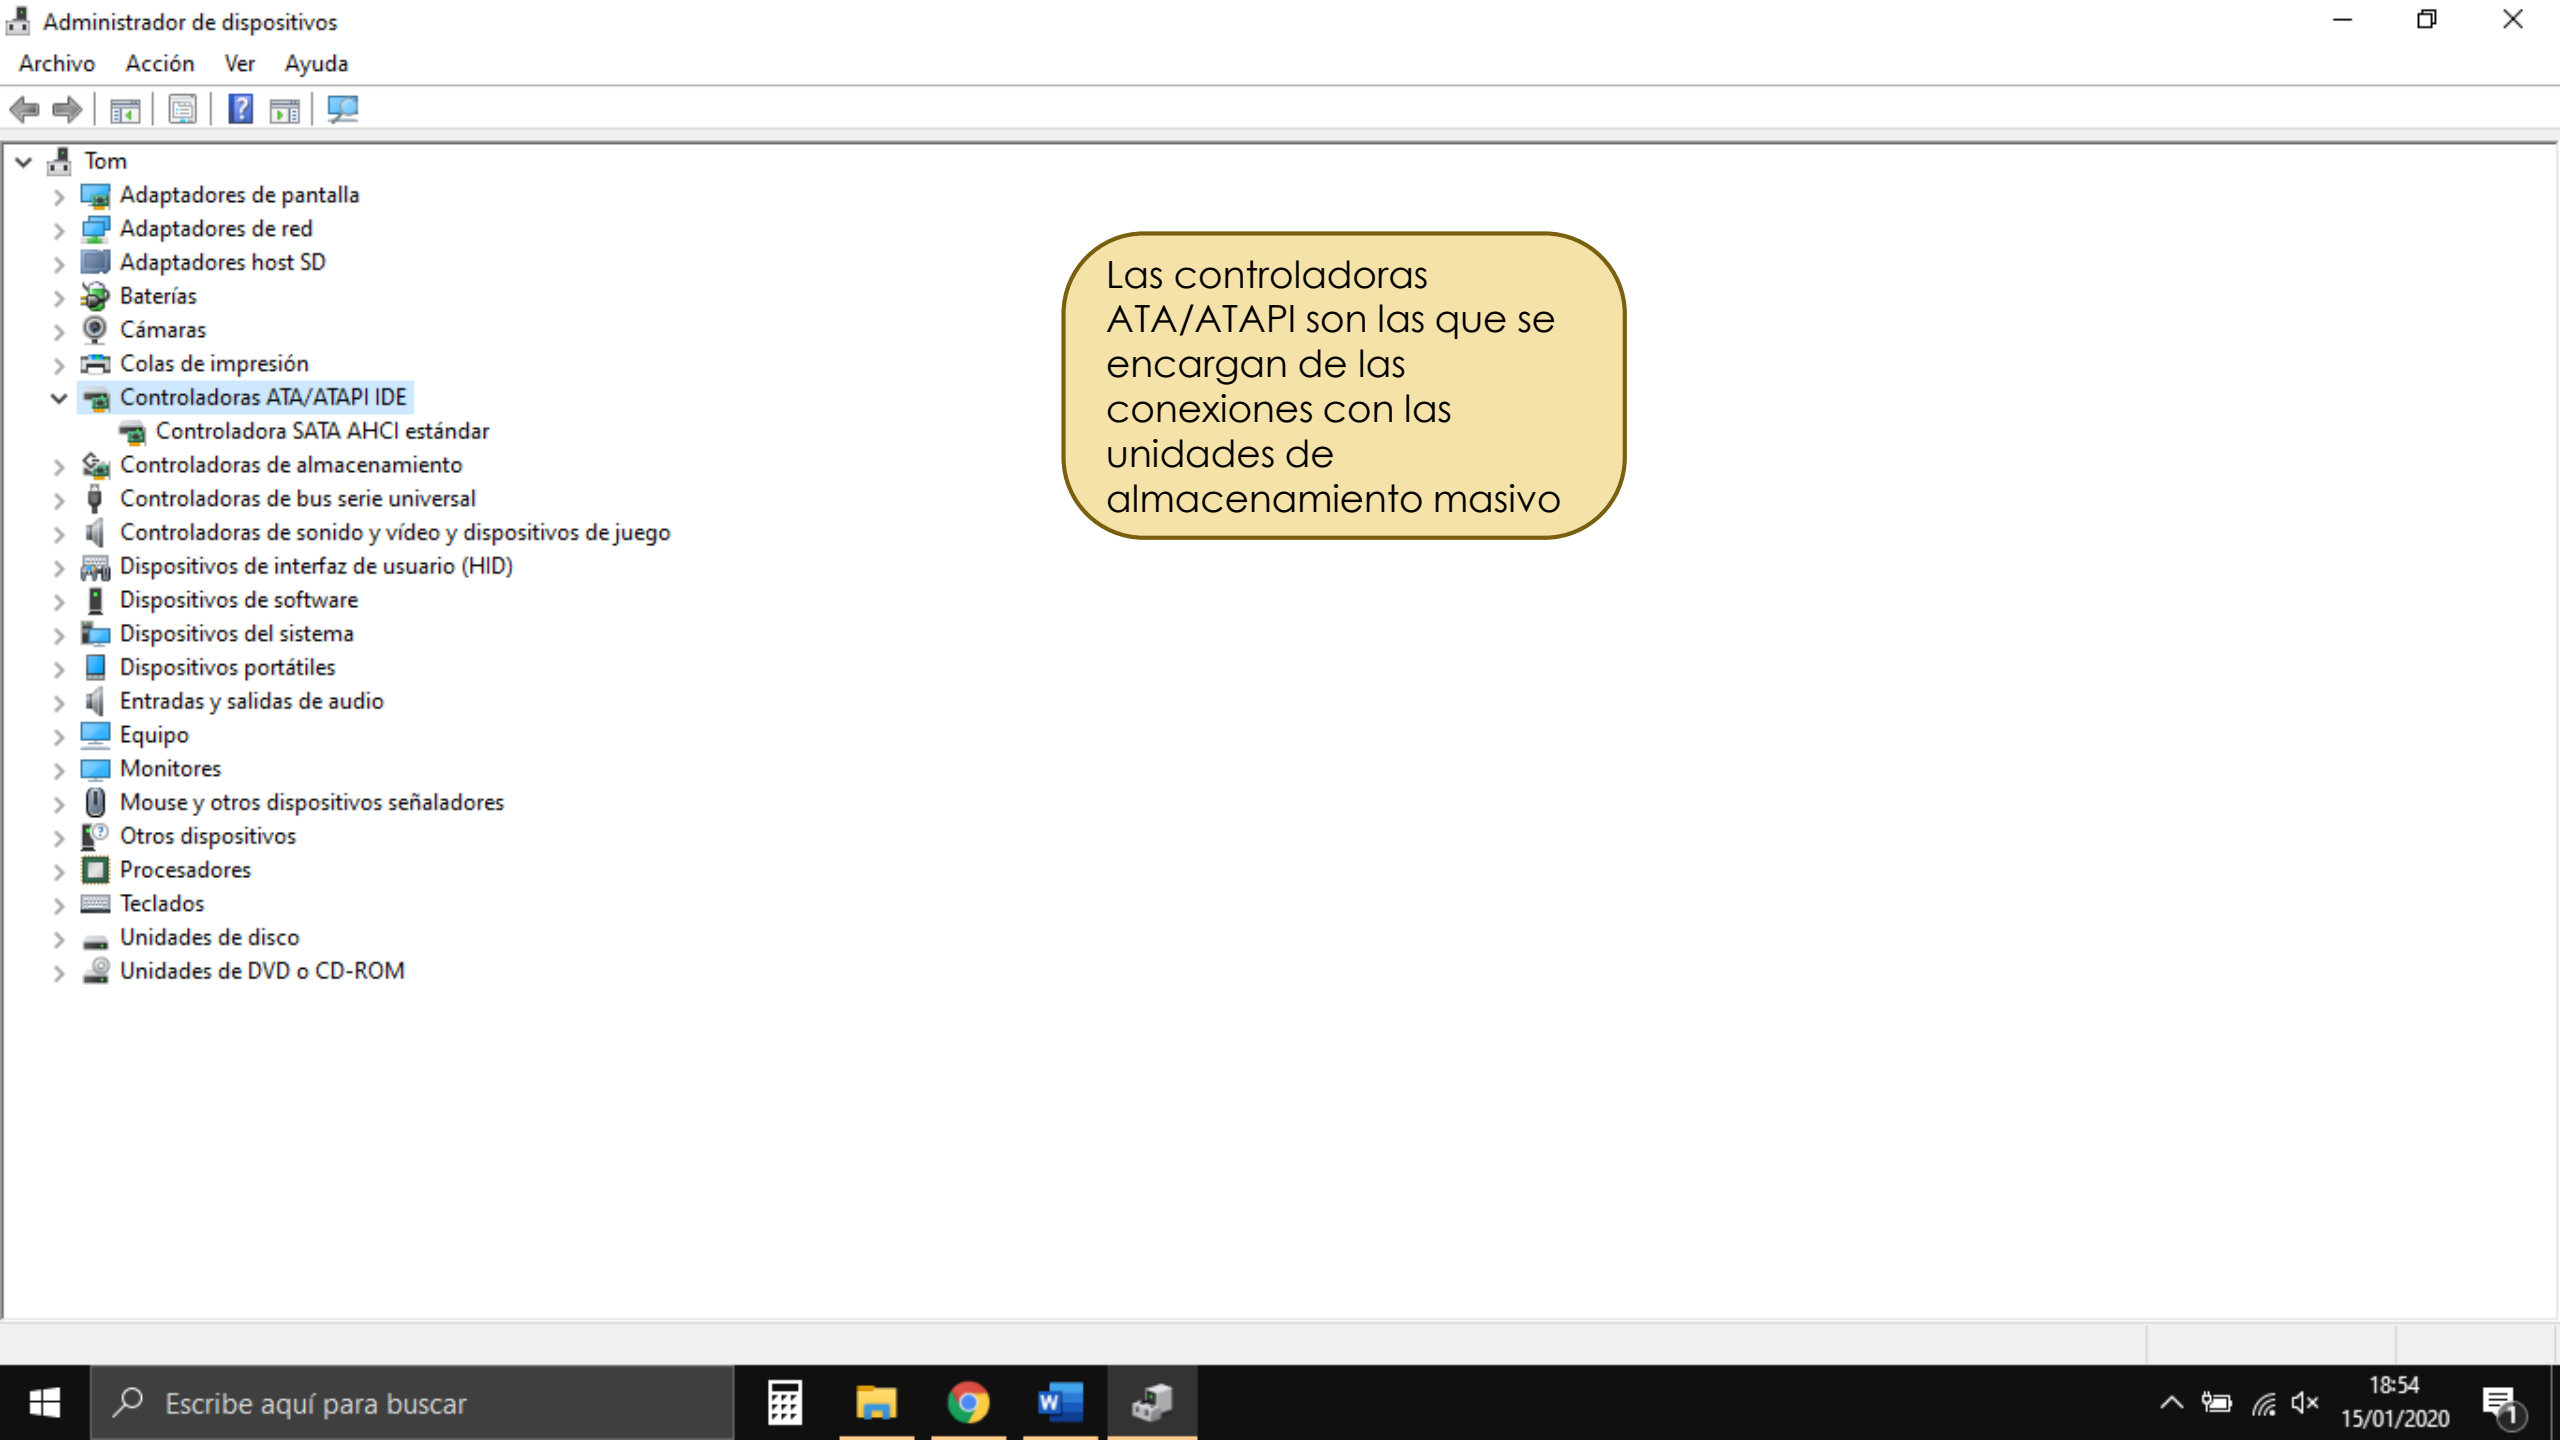 Administrador de dispositivos
Archivo Acción Ver Ayuda
Tom
Adaptadores de pantalla
Adaptadores de red
Adaptadores host SD
Baterías
Cámaras
Colas de impresión
Controladoras ATA/ATAPI IDE
Controladora SATA AHCI estándar
Controladoras de almacenamiento
Controladoras de bus serie universal
Controladoras de sonido y vídeo y dispositivos de juego
Dispositivos de interfaz de usuario (HID)
Dispositivos de software
Dispositivos del sistema
Dispositivos portátiles
Entradas y salidas de audio
Equipo
Monitores
Mouse y otros dispositivos señaladores
Otros dispositivos
Procesadores
Teclados
Unidades de disco
Unidades de DVD o CD-ROM
Las controladoras
ATA/ATAPI son las que se
encargan de las
conexiones con las
unidades de
almacenamiento masivo
Escribe aquí para buscar
18:54
15/01/2020
1